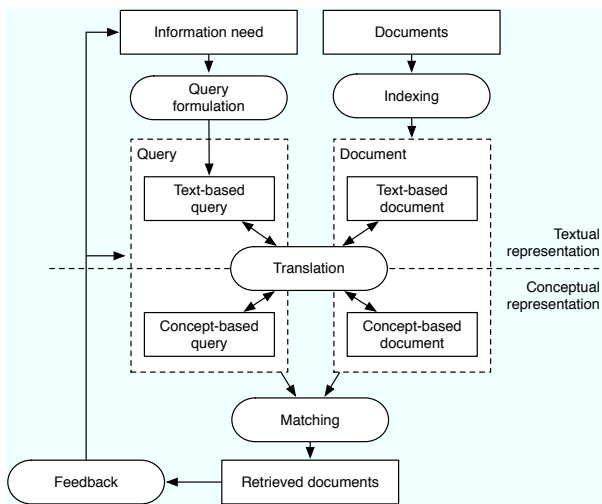 Information need
Documents
Query
formulation
Indexing
Query
Document
Text-based
query
Text-based
document
Textual
representation
Translation
Conceptual
representation
Concept-based
query
Concept-based
document
Matching
Feedback
Retrieved documents